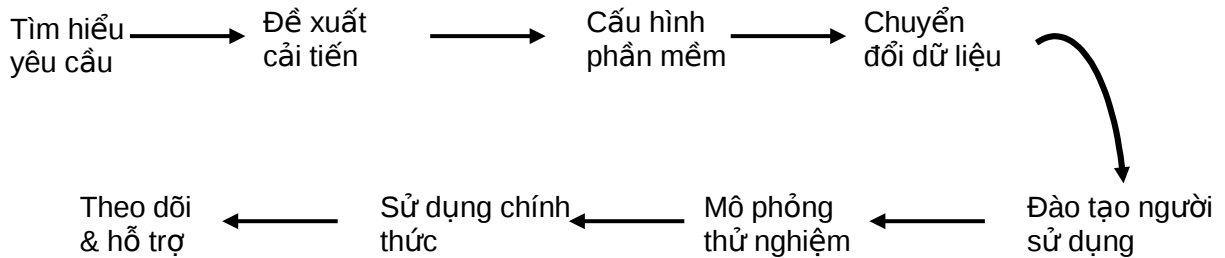 Tìm hiểu
yêu cầu
Đề xuất
cải tiến
Cấu hình
phần mềm
Chuyển
đổi dữ liệu
Đào tạo người
sử dụng
Mô phỏng
thử nghiệm
Sử dụng chính
thức
Theo dõi
& hỗ trợ